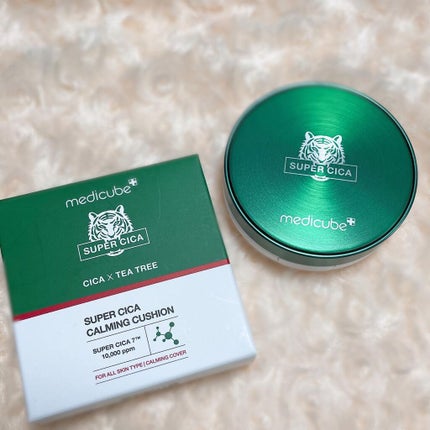 medicube+
SUPER CICA
CICA X TEA TREE
SUPER CICA
CALMING CUSHION
SUPER CICA 7™
10,000 ppm
FOR ALL SKIN TYPE | CALMING COVER
SUPER CICA
medicube+